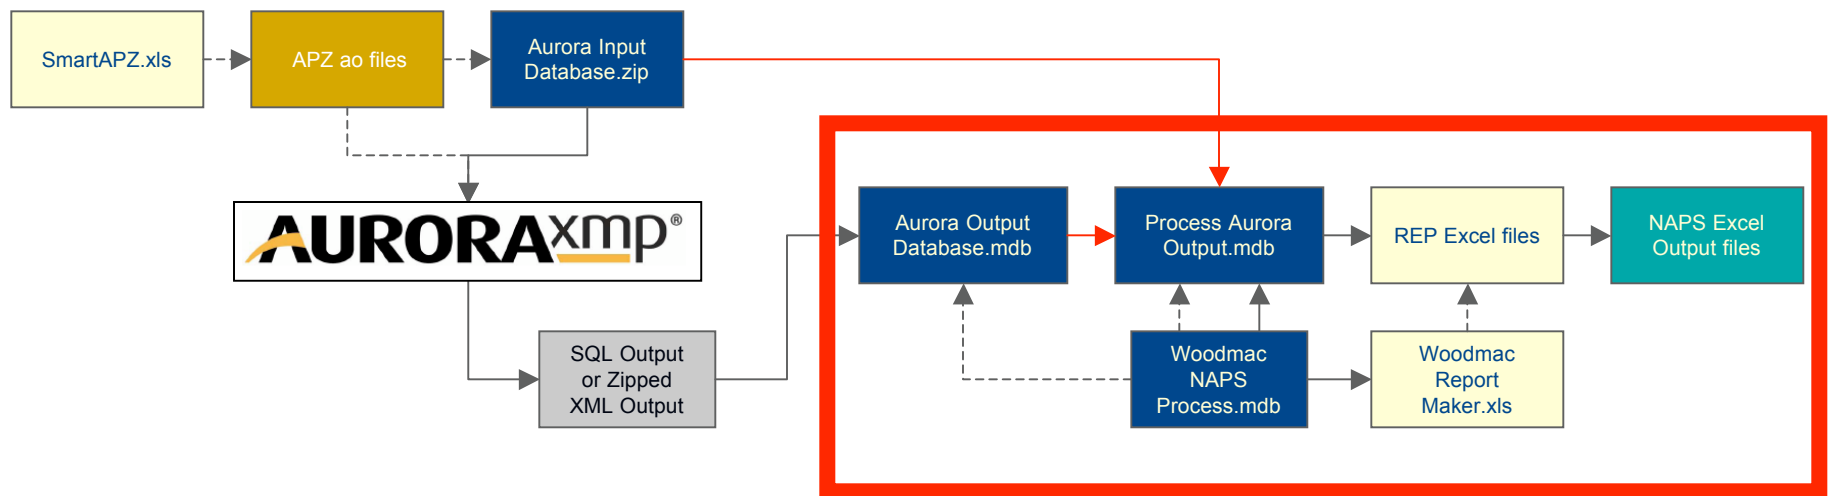 SmartAPZ.xls
APZ ao files
Aurora Input
Database.zip
AURORAxmp®
Aurora Output
Database.mdb
Process Aurora
Output.mdb
REP Excel files
NAPS Excel
Output files
SQL Output
or Zipped
XML Output
Woodmac
NAPS
Process.mdb
Woodmac
Report
Maker.xls